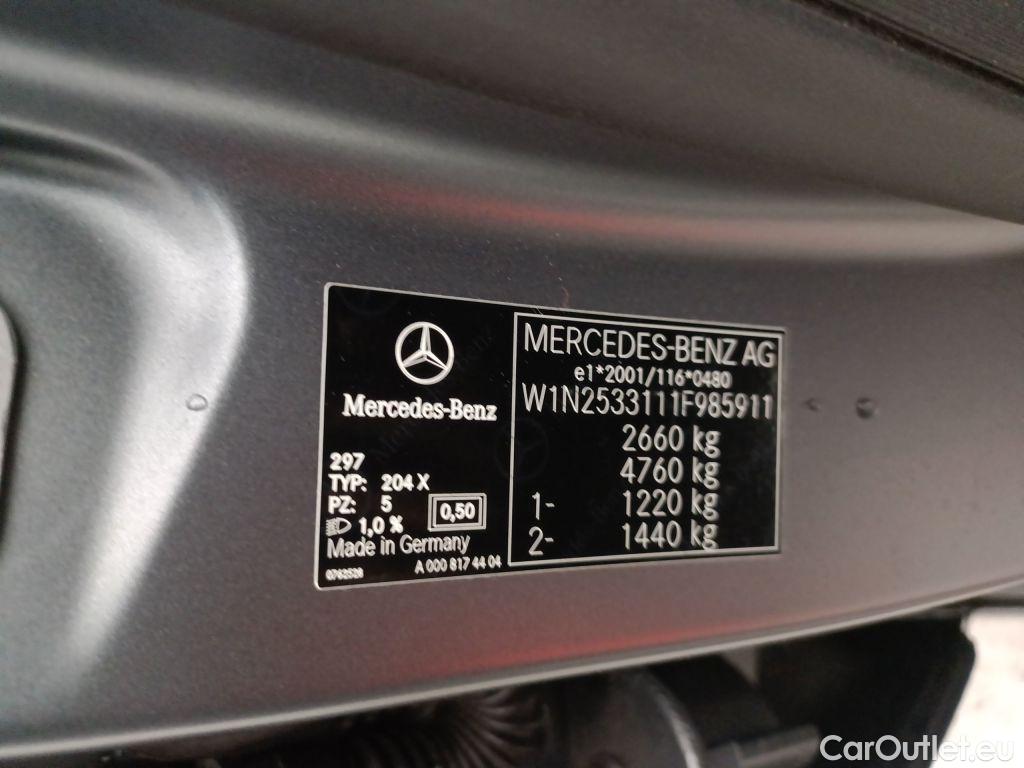 Mercedes-Benz
297
TYP: 204 X
PZ: 5
1,0 %
0,50
Made in Germany
0762528
A 000 817 44 04
MERCEDES-BENZ AG
e1*2001/116*0480
W1N2533111F985911
2660 kg
4760 kg
1- 1220 kg
2- 1440 kg
CarOutlet.eu